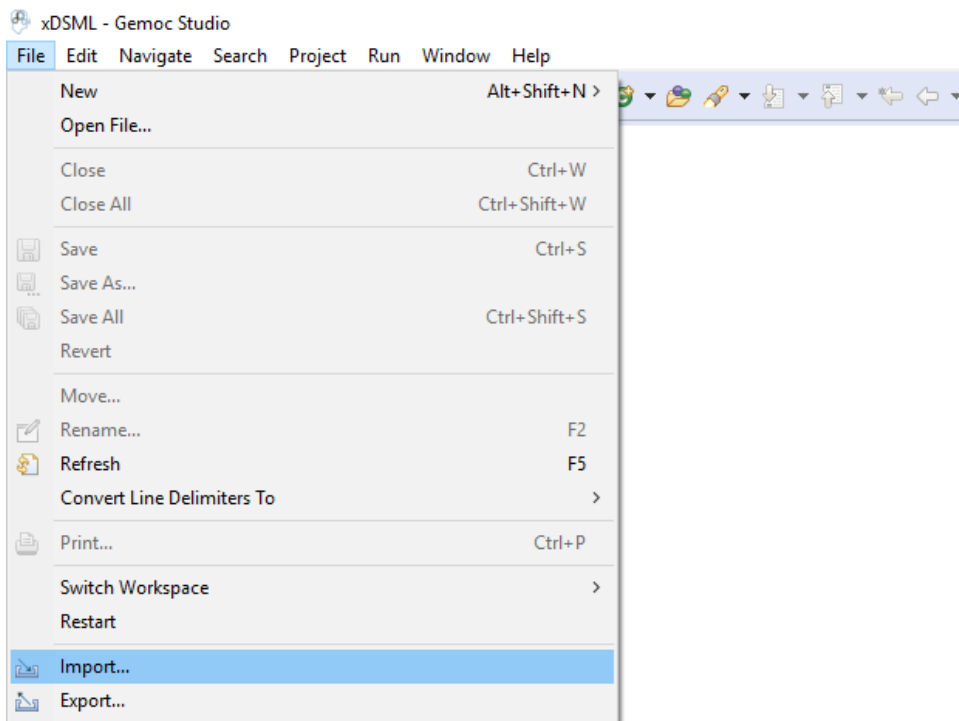 xDSML - Gemoc Studio
File Edit Navigate Search Project Run Window Help
New Alt+Shift+N >
Open File...
Close Ctrl+W
Close All Ctrl+Shift+W
Save Ctrl+S
Save As...
Save All Ctrl+Shift+S
Revert
Move...
Rename... F2
Refresh F5
Convert Line Delimiters To >
Print... Ctrl+P
Switch Workspace >
Restart
Import...
Export...